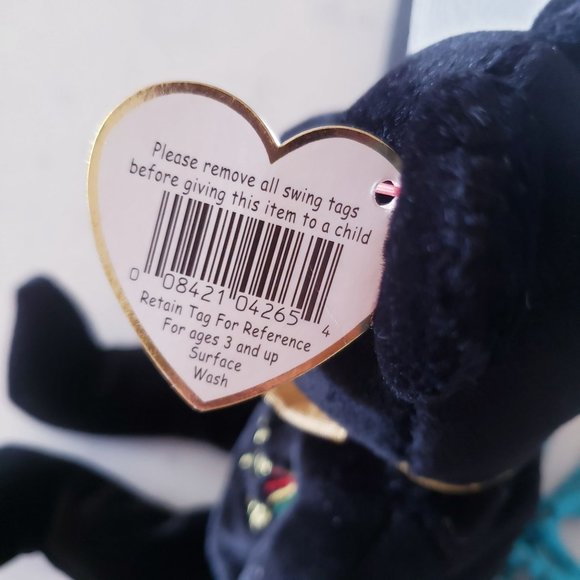 Please remove all swing tags
before giving this item to a child
0 08421 04265 4
Retain Tag For Reference
For ages 3 and up
Surface
Wash